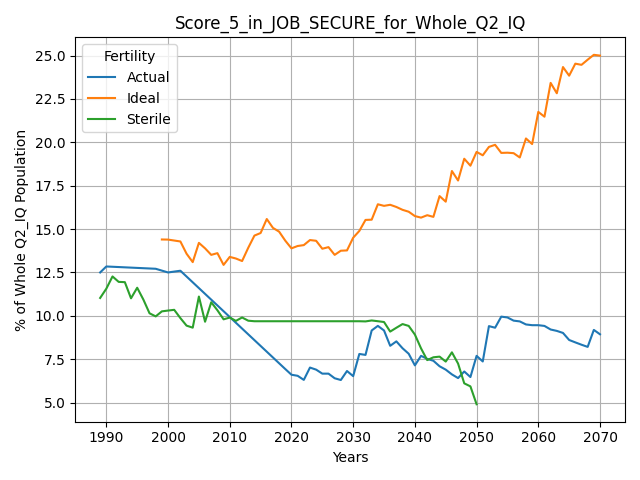 Score_5_in_JOB_SECURE_for_Whole_Q2_IQ
Fertility
Actual
Ideal
Sterile
% of Whole Q2_IQ Population
25.0
22.5
20.0
17.5
15.0
12.5
10.0
7.5
5.0
1990 2000 2010 2020 2030 2040 2050 2060 2070
Years